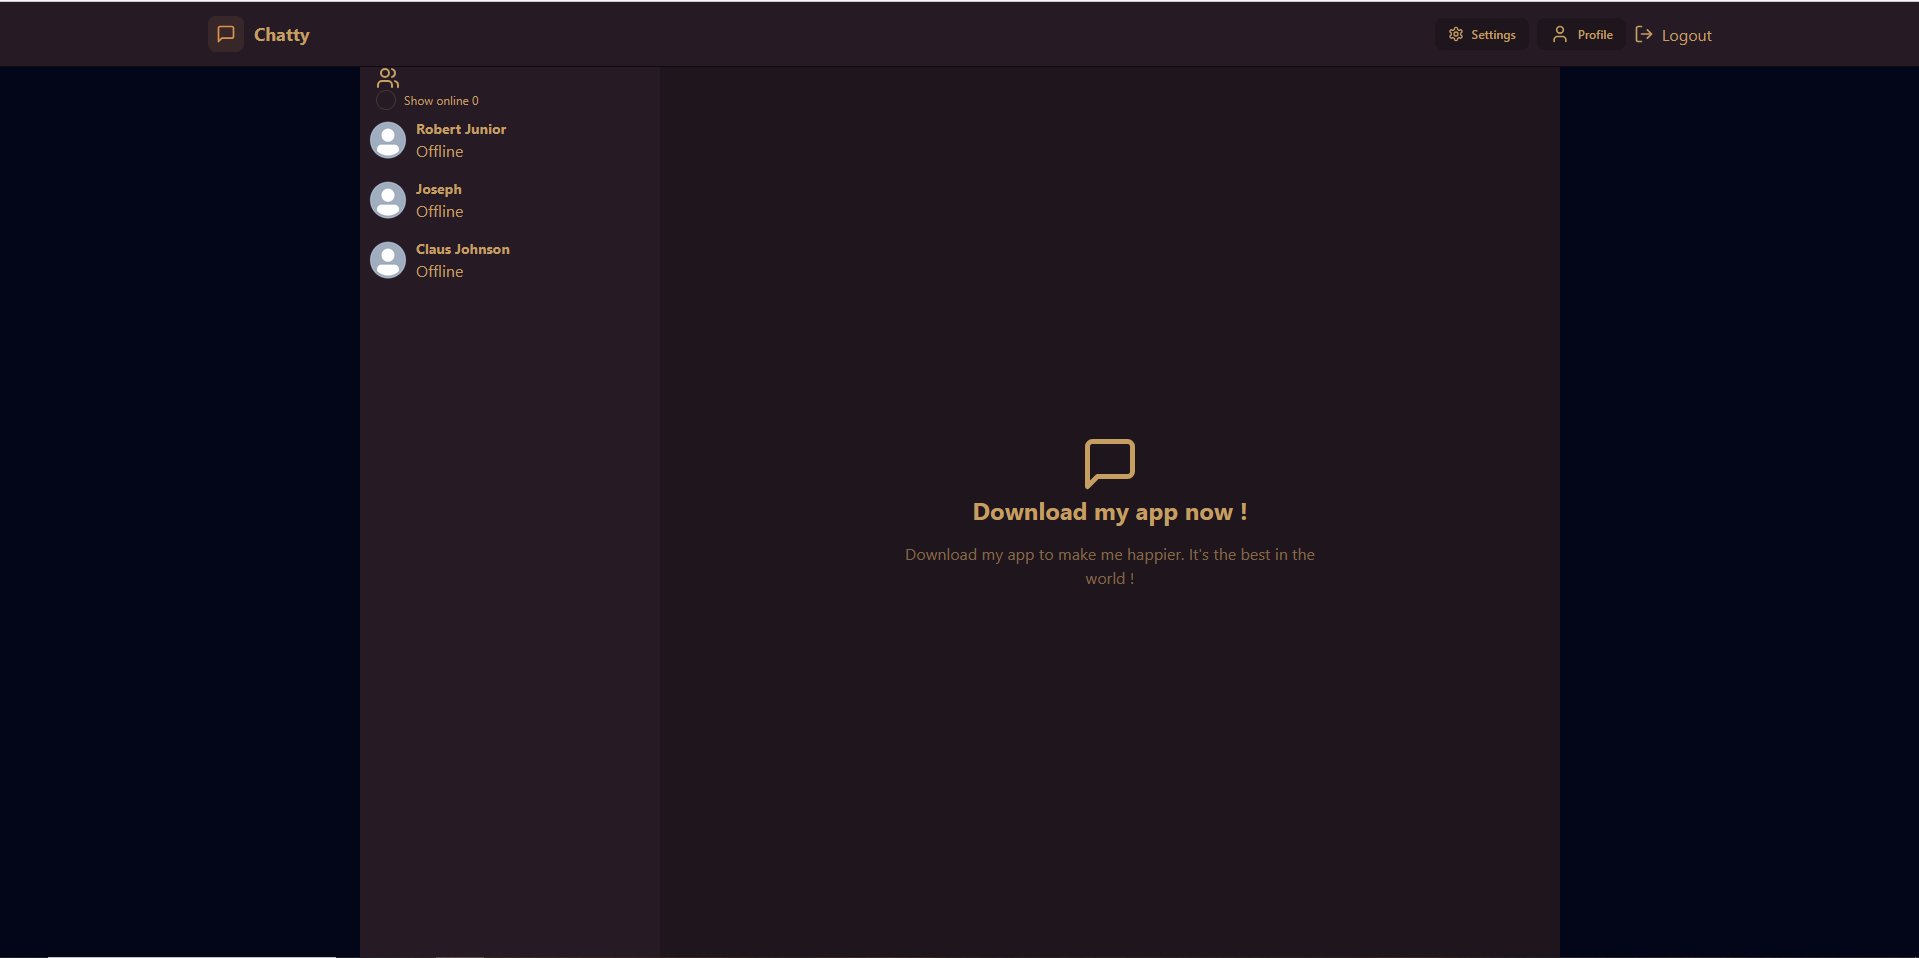 Chatty
Settings
Profile
Logout
Show online 0
Robert Junior
Offline
Joseph
Offline
Claus Johnson
Offline
Download my app now !
Download my app to make me happier. It's the best in the
world !